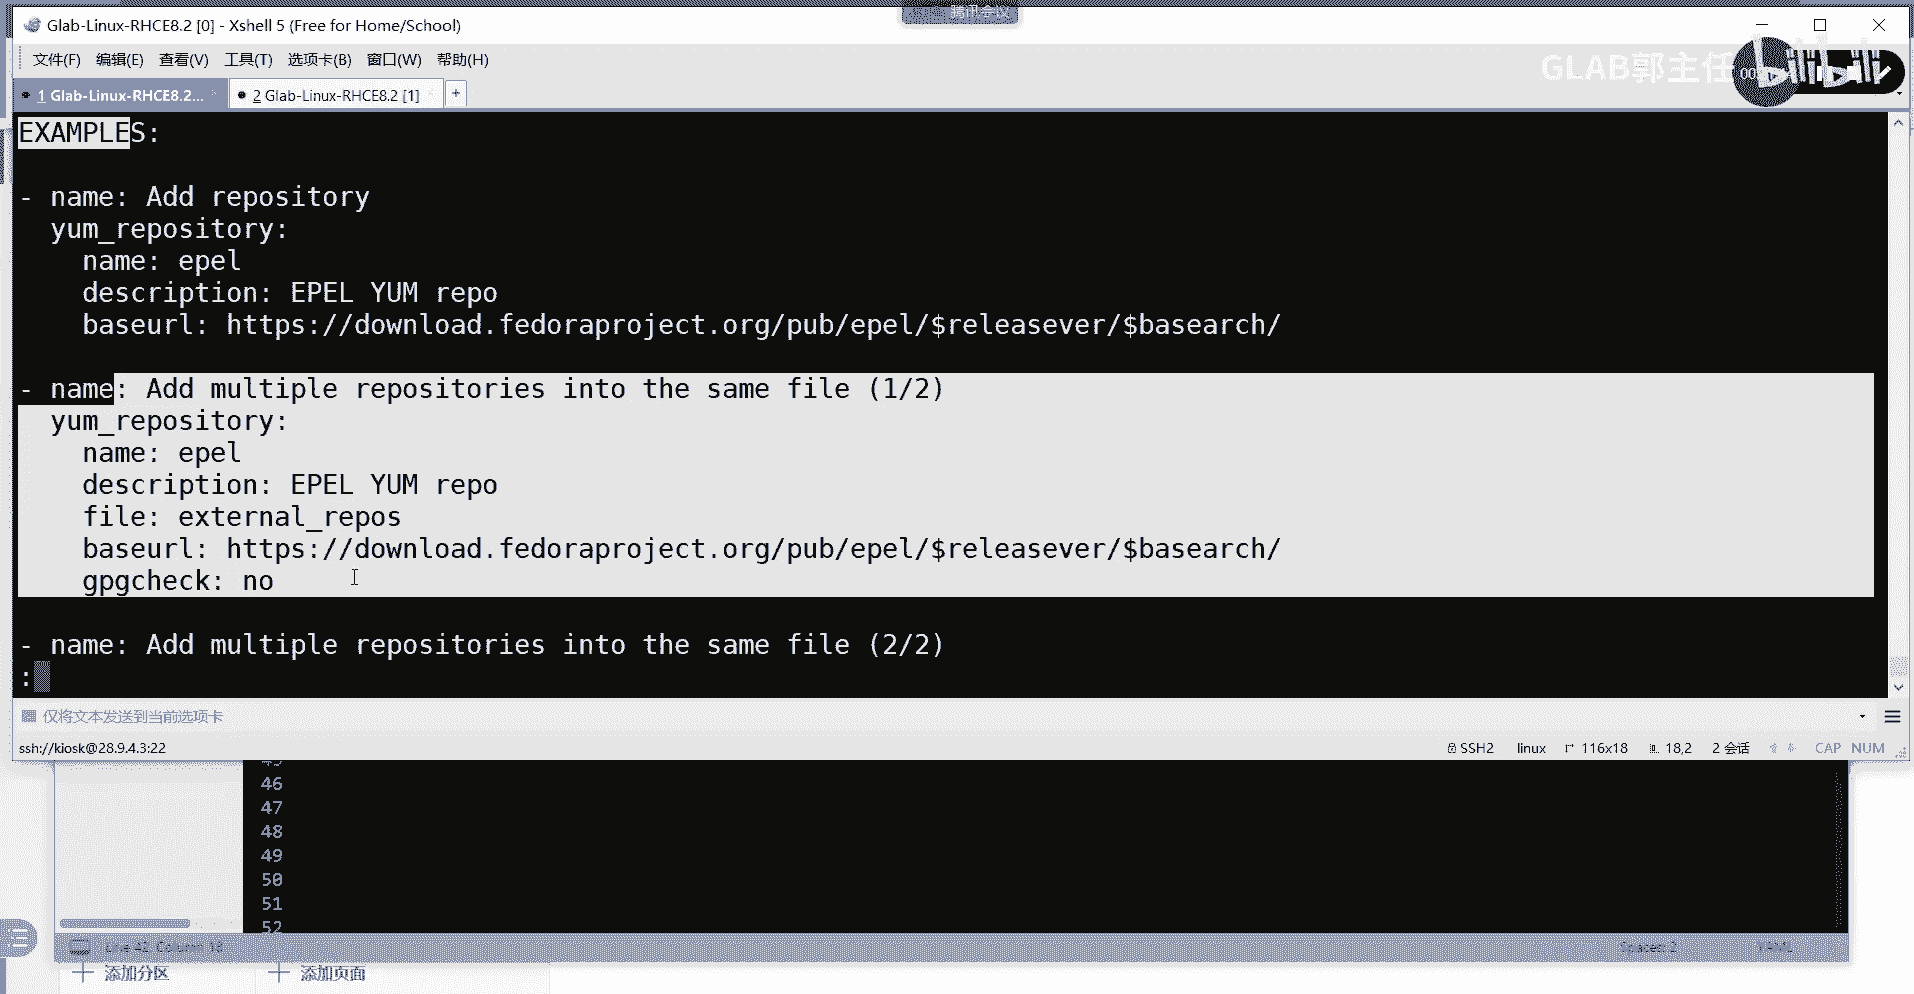 腾讯会议
Glab-Linux-RHCE8.2 [0] - Xshell 5 (Free for Home/School)
文件(F) 编辑(E) 查看(V) 工具(T) 选项卡(B) 窗口(W) 帮助(H)
GLAB郭主任
bilibili
1 Glab-Linux-RHCE8.2...
2 Glab-Linux-RHCE8.2 [1]
+
EXAMPLES:
- name: Add repository
yum_repository:
name: epel
description: EPEL YUM repo
baseurl: https://download.fedoraproject.org/pub/epel/$releasever/$basearch/
- name: Add multiple repositories into the same file (1/2)
yum_repository:
name: epel
description: EPEL YUM repo
file: external_repos
baseurl: https://download.fedoraproject.org/pub/epel/$releasever/$basearch/
gpgcheck: no
- name: Add multiple repositories into the same file (2/2)
:
仅将文本发送到当前选项卡
ssh://kiosk@28.9.4.3:22 SSH2 linux 116x18 18,2 2 会话 CAP NUM
46
47
48
49
50
51
52
Line 42, Column 18 Spaces: 2 YAML
添加分区 添加页面